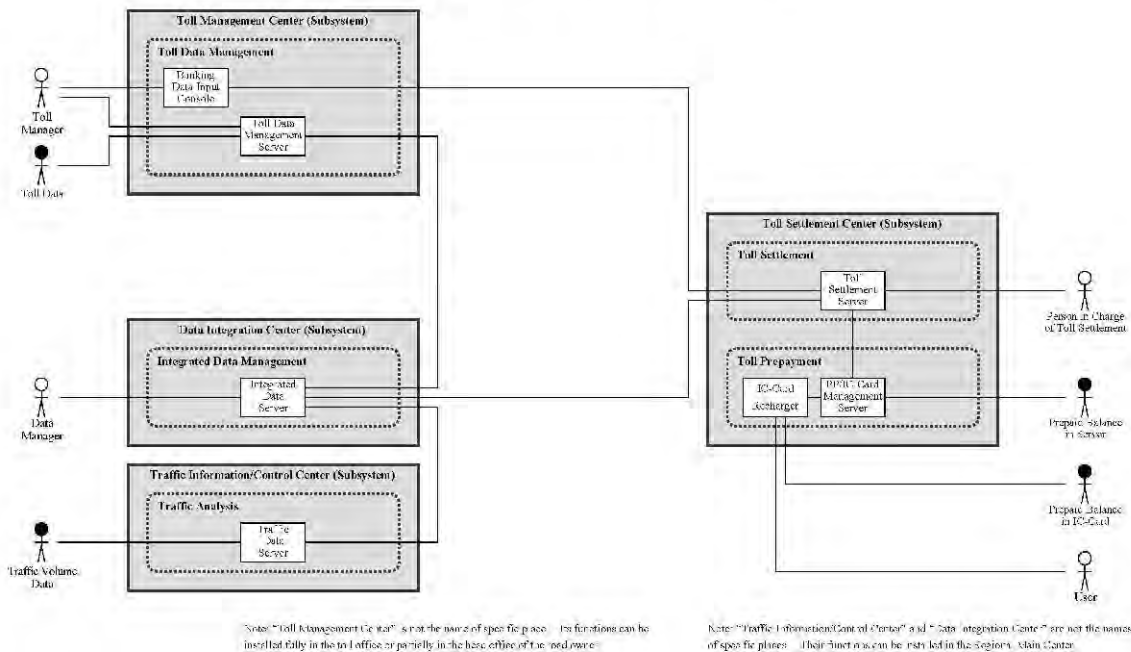 Toll Management Center (Subsystem)
Toll Data Management
Banking
Data Input
Console
Toll Data
Management
Server
Toll
Manager
Toll Data
Toll Settlement Center (Subsystem)
Toll Settlement
Toll
Settlement
Server
Person in Charge
of Toll Settlement
Toll Prepayment
IC-Card
Recharger
Card
Management
Server
Prepaid Balance
in Server
Prepaid Balance
in IC-Card
User
Data Integration Center (Subsystem)
Integrated Data Management
Integrated
Data
Server
Data
Manager
Traffic Information/Control Center (Subsystem)
Traffic Analysis
Traffic
Data
Server
Traffic Volume
Data
Note: "Toll Management Center" is not the name of specific place. Its functions can be
installed fully in the toll office or partially in the head office of the road owner.
Note: "Traffic Information/Control Center" and "Data Integration Center" are not the names
of specific places. Their functions can be installed in the Regional Main Center.